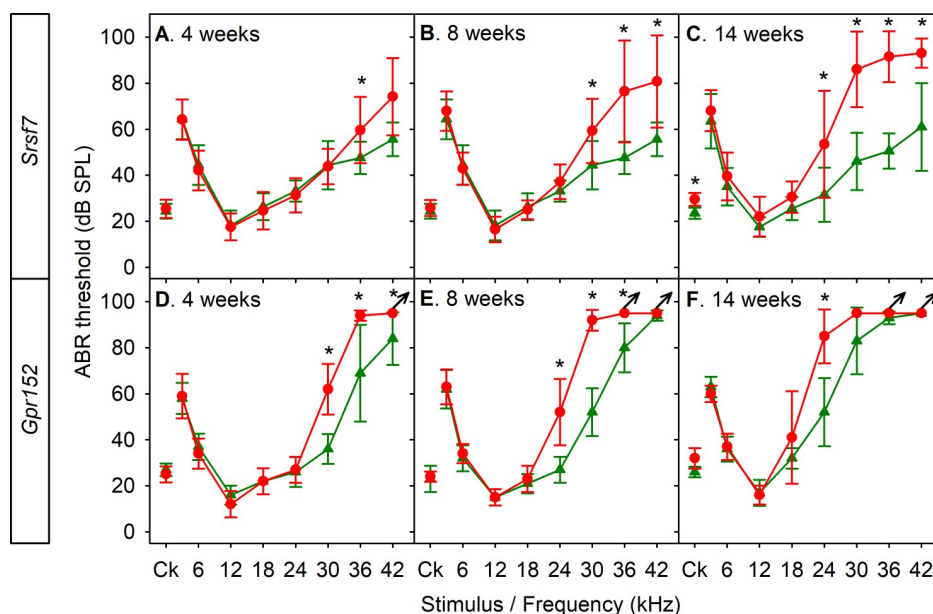 A. 4 weeks
B. 8 weeks
C. 14 weeks
Srsf7
ABR threshold (dB SPL)
100
80
60
40
20
0
* * * * * * * *
D. 4 weeks
E. 8 weeks
F. 14 weeks
Gpr152
80
60
40
20
0
* * * * * * *
Ck 6 12 18 24 30 36 42
Ck 6 12 18 24 30 36 42
Ck 6 12 18 24 30 36 42
Stimulus / Frequency (kHz)